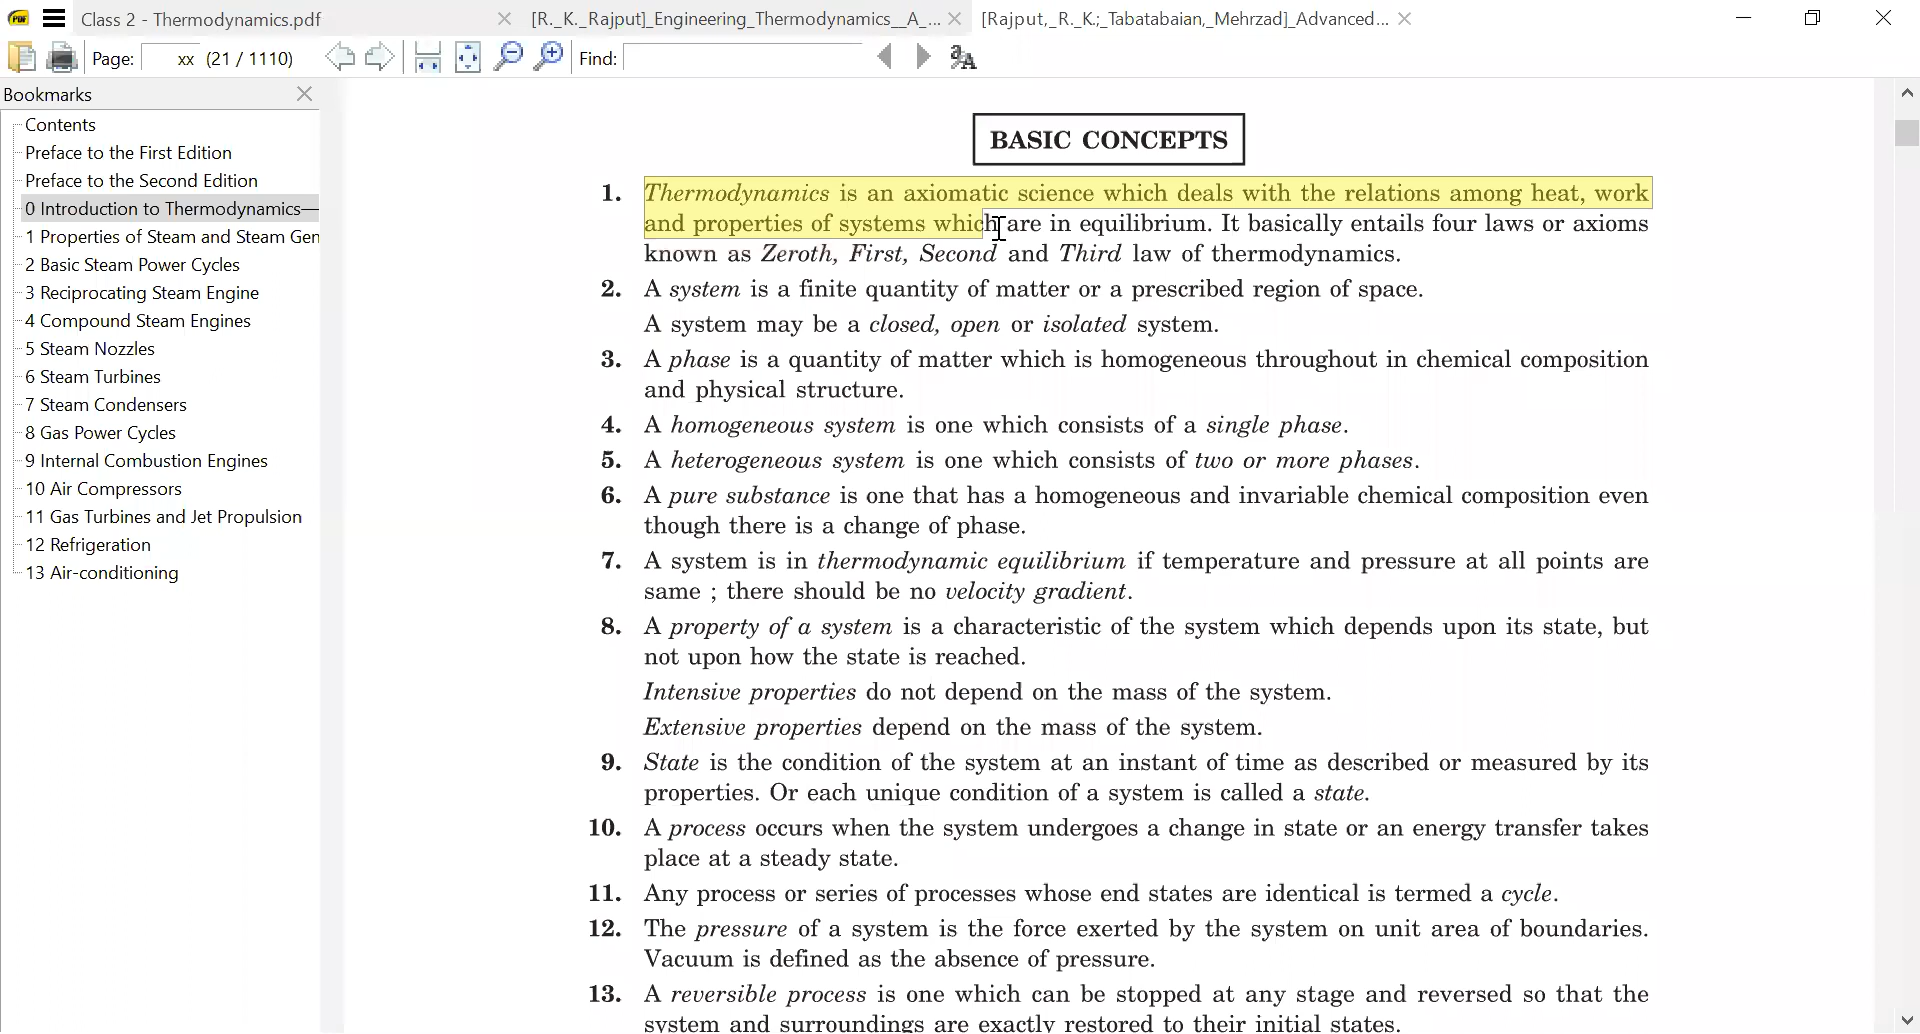 Class 2 - Thermodynamics.pdf
[R._K._Rajput]_Engineering_Thermodynamics__A_...
[Rajput,_R._K.;_Tabatabaian,_Mehrzad]_Advanced...
Page: xx (21 / 1110)
Find:
Bookmarks
Contents
Preface to the First Edition
Preface to the Second Edition
0 Introduction to Thermodynamics—
1 Properties of Steam and Steam Gen
2 Basic Steam Power Cycles
3 Reciprocating Steam Engine
4 Compound Steam Engines
5 Steam Nozzles
6 Steam Turbines
7 Steam Condensers
8 Gas Power Cycles
9 Internal Combustion Engines
10 Air Compressors
11 Gas Turbines and Jet Propulsion
12 Refrigeration
13 Air-conditioning
BASIC CONCEPTS
1. Thermodynamics is an axiomatic science which deals with the relations among heat, work
and properties of systems which are in equilibrium. It basically entails four laws or axioms
known as Zeroth, First, Second and Third law of thermodynamics.
2. A system is a finite quantity of matter or a prescribed region of space.
A system may be a closed, open or isolated system.
3. A phase is a quantity of matter which is homogeneous throughout in chemical composition
and physical structure.
4. A homogeneous system is one which consists of a single phase.
5. A heterogeneous system is one which consists of two or more phases.
6. A pure substance is one that has a homogeneous and invariable chemical composition even
though there is a change of phase.
7. A system is in thermodynamic equilibrium if temperature and pressure at all points are
same ; there should be no velocity gradient.
8. A property of a system is a characteristic of the system which depends upon its state, but
not upon how the state is reached.
Intensive properties do not depend on the mass of the system.
Extensive properties depend on the mass of the system.
9. State is the condition of the system at an instant of time as described or measured by its
properties. Or each unique condition of a system is called a state.
10. A process occurs when the system undergoes a change in state or an energy transfer takes
place at a steady state.
11. Any process or series of processes whose end states are identical is termed a cycle.
12. The pressure of a system is the force exerted by the system on unit area of boundaries.
Vacuum is defined as the absence of pressure.
13. A reversible process is one which can be stopped at any stage and reversed so that the
system and surroundings are exactly restored to their initial states.